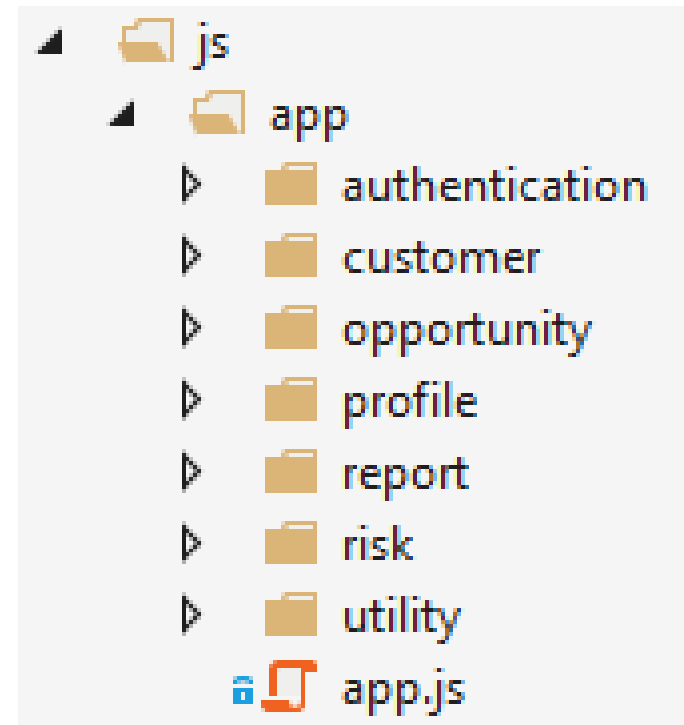 js
app
authentication
customer
opportunity
profile
report
risk
utility
app.js